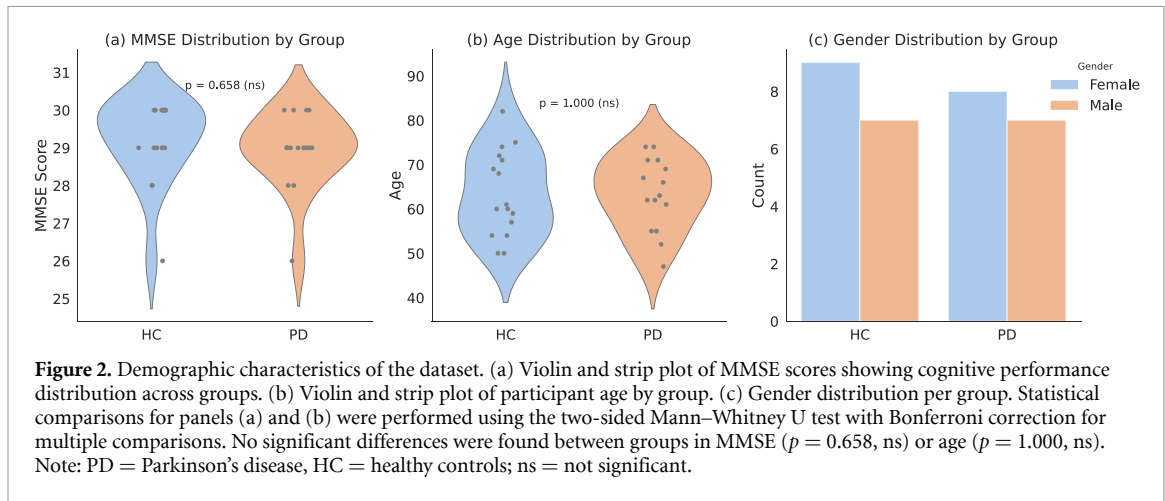 (a) MMSE Distribution by Group
(b) Age Distribution by Group
(c) Gender Distribution per Group
MMSE Score
31
30
29
28
27
26
25
p = 0.658 (ns)
HC
PD
Age
90
80
70
60
50
40
p = 1.000 (ns)
HC
PD
Count
8
6
4
2
0
Gender
Female
Male
HC
PD
Figure 2. Demographic characteristics of the dataset. (a) Violin and strip plot of MMSE scores showing cognitive performance
distribution across groups. (b) Violin and strip plot of participant age by group. (c) Gender distribution per group. Statistical
comparisons for panels (a) and (b) were performed using the two-sided Mann–Whitney U test with Bonferroni correction for
multiple comparisons. No significant differences were found between groups in MMSE (p = 0.658, ns) or age (p = 1.000, ns).
Note: PD = Parkinson’s disease, HC = healthy controls; ns = not significant.